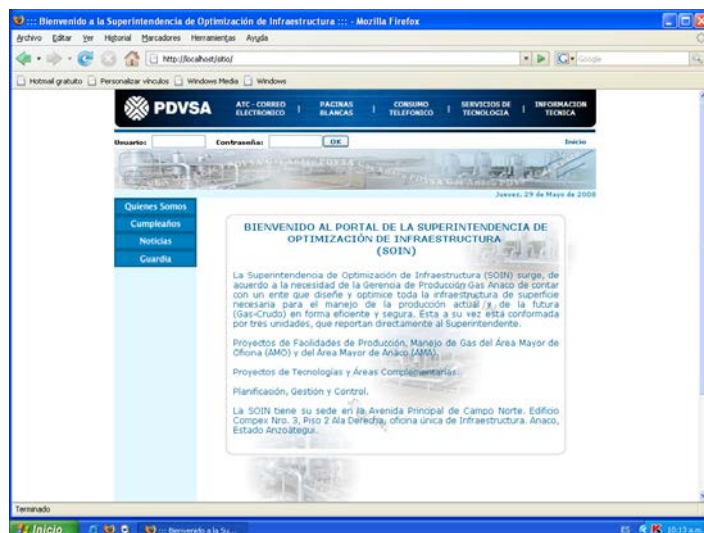 ::: Bienvenido a la Superintendencia de Optimización de Infraestructura ::: - Mozilla Firefox
Archivo Editar Ver Historial Marcadores Herramientas Ayuda
http://localhost/sitio/
Google
Hotmail gratuito Personalizar vínculos Windows Media Windows
PDVSA
ATC - CORREO ELECTRONICO | PAGINAS BLANCAS | CONSUMO TELEFONICO | SERVICIOS DE TECNOLOGIA | INFORMACION TECNICA
Usuario: Contraseña: OK Inicio
Jueves, 29 de Mayo de 2008
Quienes Somos
Cumpleaños
Noticias
Guardia
BIENVENIDO AL PORTAL DE LA SUPERINTENDENCIA DE
OPTIMIZACIÓN DE INFRAESTRUCTURA
(SOIN)
La Superintendencia de Optimización de Infraestructura (SOIN) surge, de
acuerdo a la necesidad de la Gerencia de Producción Gas Anaco de contar
con un ente que diseñe y optimice toda la infraestructura de superficie
necesaria para el manejo de la producción actual y de la futura
(Gas-Crudo) en forma eficiente y segura. Esta a su vez está conformada
por tres unidades, que reportan directamente al Superintendente.
Proyectos de Facilidades de Producción, Manejo de Gas del Área Mayor de
Oficina (AMO) y del Área Mayor de Anaco (AMA).
Proyectos de Tecnologías y Áreas Complementarias.
Planificación, Gestión y Control.
La SOIN tiene su sede en la Avenida Principal de Campo Norte. Edificio
Compex Nro. 3, Piso 2 Ala Derecha, oficina única de Infraestructura. Anaco,
Estado Anzoátegui.
Terminado
Inicio
::: Bienvenido a la Su...
ES
10:13 a.m.